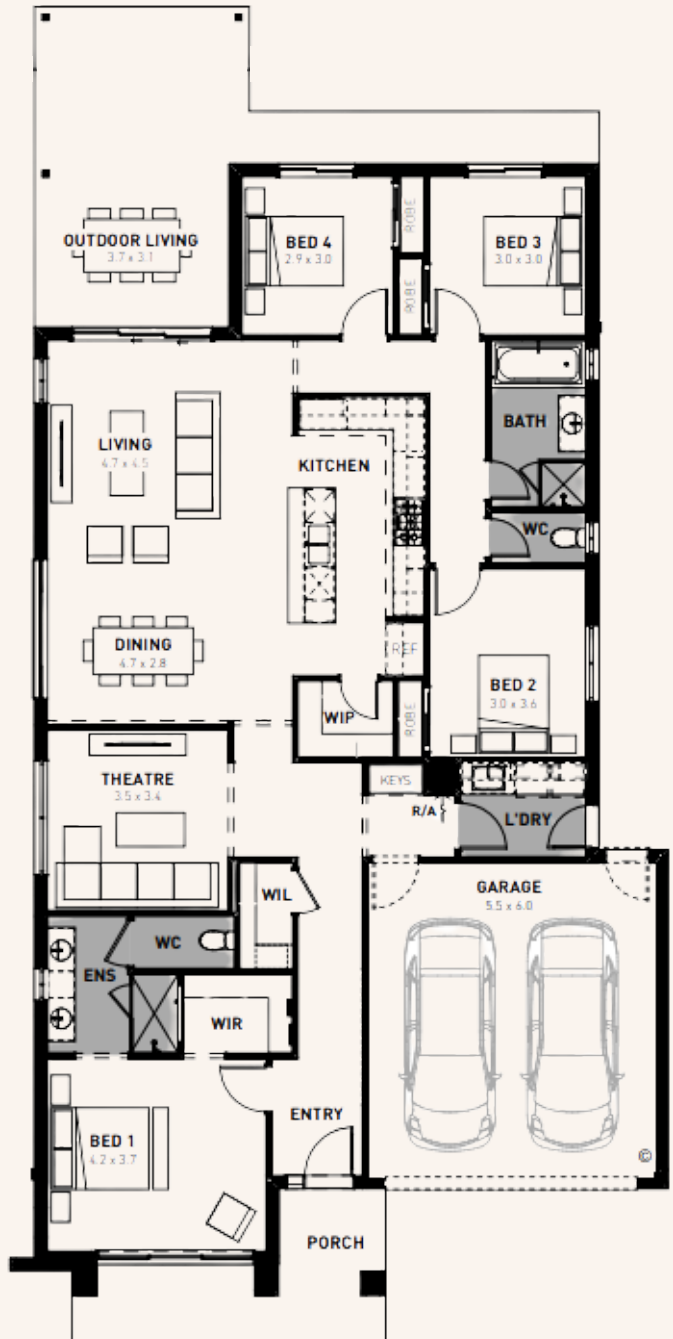 OUTDOOR LIVING
3.7 x 3.1
BED 4
2.9 x 3.0
ROBE
ROBE
BED 3
3.0 x 3.0
LIVING
4.7 x 4.5
KITCHEN
BATH
WC
DINING
4.7 x 2.8
REF
BED 2
3.0 x 3.6
WIP
ROBE
THEATRE
3.5 x 3.4
KEYS
R/A
L'DRY
GARAGE
5.5 x 6.0
WIL
WC
ENS
WIR
ENTRY
BED 1
4.2 x 3.7
©
PORCH